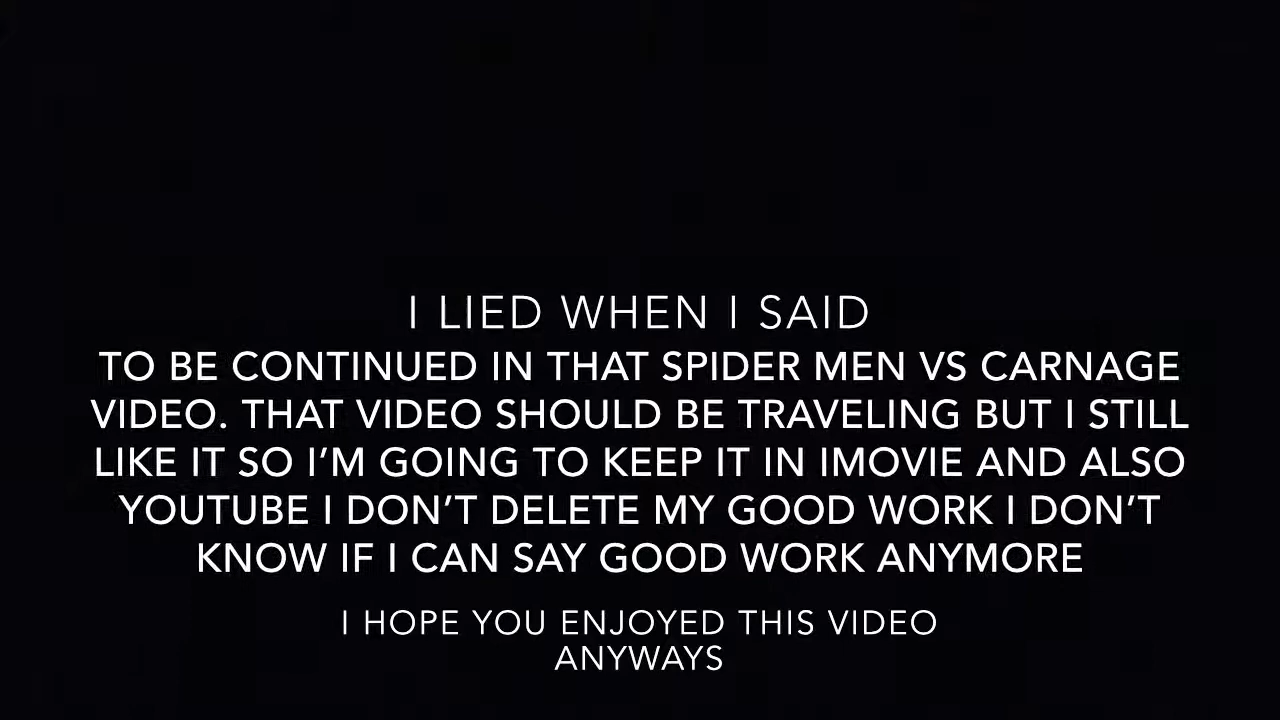 I LIED WHEN I SAID
TO BE CONTINUED IN THAT SPIDER MEN VS CARNAGE
VIDEO. THAT VIDEO SHOULD BE TRAVELING BUT I STILL
LIKE IT SO I’M GOING TO KEEP IT IN IMOVIE AND ALSO
YOUTUBE I DON’T DELETE MY GOOD WORK I DON’T
KNOW IF I CAN SAY GOOD WORK ANYMORE
I HOPE YOU ENJOYED THIS VIDEO
ANYWAYS